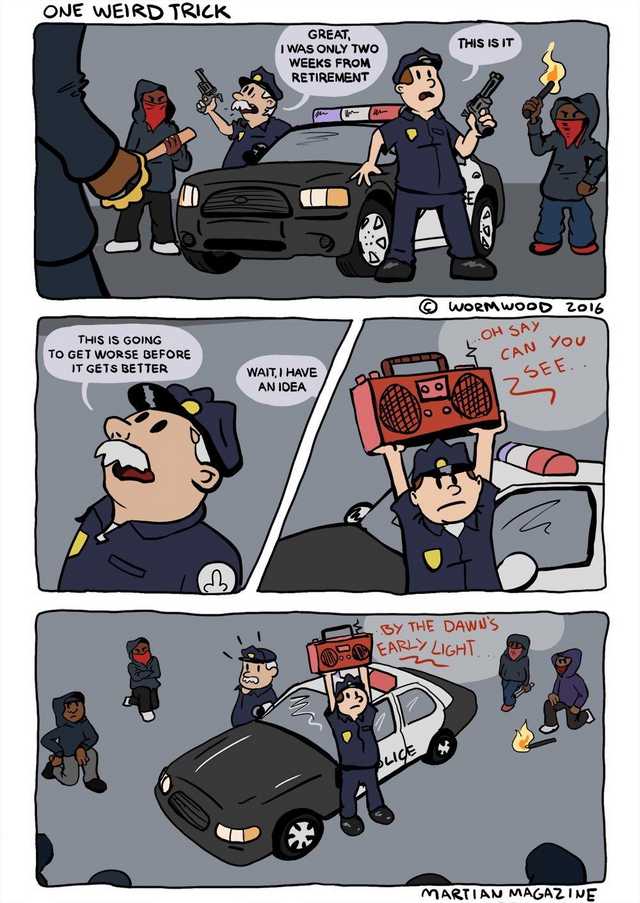 ONE WEIRD TRICK
GREAT,
I WAS ONLY TWO
WEEKS FROM
RETIREMENT
THIS IS IT
© WORMWOOD 2016
THIS IS GOING
TO GET WORSE BEFORE
IT GETS BETTER
WAIT, I HAVE
AN IDEA
..OH SAY
CAN YOU
SEE..
BY THE DAWN'S
EARLY LIGHT...
OLICE
MARTIAN MAGAZINE